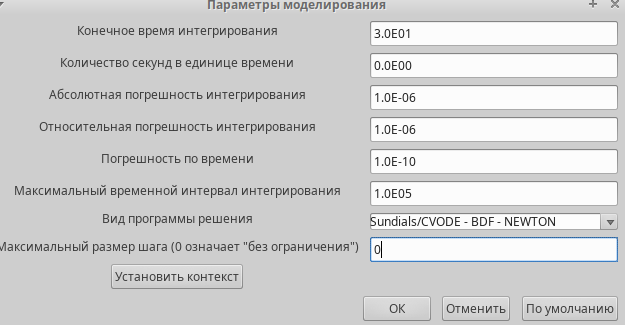 Параметры моделирования
Конечное время интегрирования 3.0E01
Количество секунд в единице времени 0.0E00
Абсолютная погрешность интегрирования 1.0E-06
Относительная погрешность интегрирования 1.0E-06
Погрешность по времени 1.0E-10
Максимальный временной интервал интегрирования 1.0E05
Вид программы решения Sundials/CVODE - BDF - NEWTON
Максимальный размер шага (0 означает "без ограничения") 0
Установить контекст
ОК Отменить По умолчанию